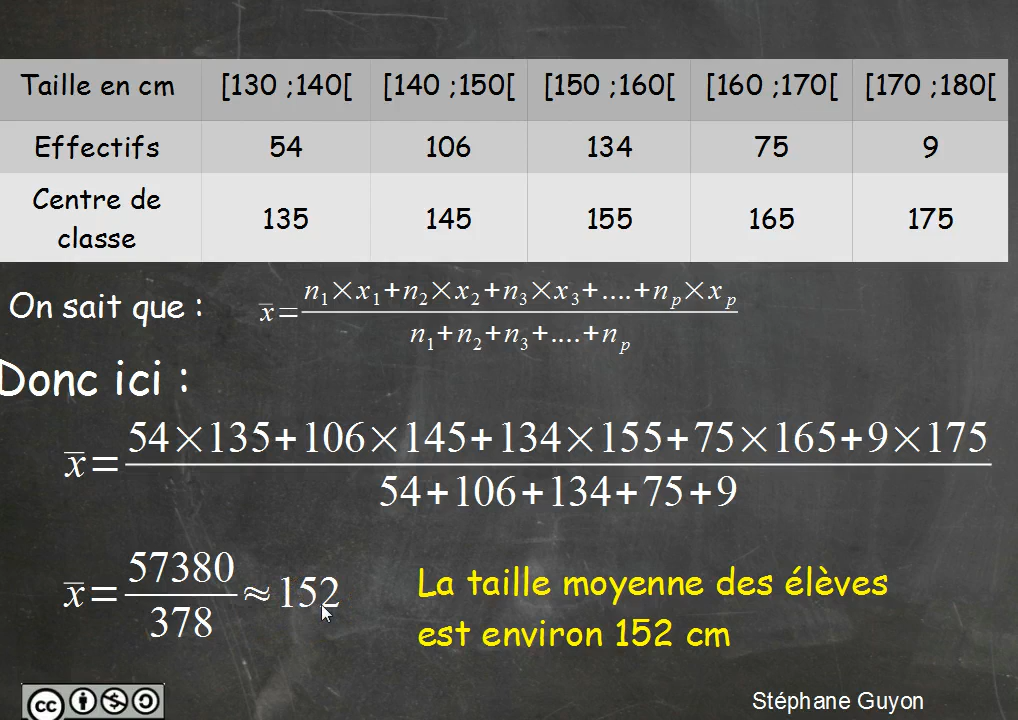 Taille en cm [130 ;140[ [140 ;150[ [150 ;160[ [160 ;170[ [170 ;180[
Effectifs 54 106 134 75 9
Centre de classe 135 145 155 165 175
On sait que : x̅ = (n₁×x₁+n₂×x₂+n₃×x₃+....+nₚ×xₚ) / (n₁+n₂+n₃+....+nₚ)
Donc ici :
x̅ = (54×135+106×145+134×155+75×165+9×175) / (54+106+134+75+9)
x̅ = 57380/378 ≈ 152
La taille moyenne des élèves
est environ 152 cm
cc
Stéphane Guyon